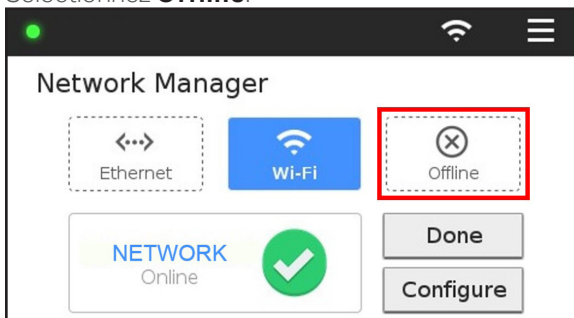 Sélectionnez Offline.
Network Manager
Ethernet
Wi-Fi
Offline
NETWORK
Online
Done
Configure